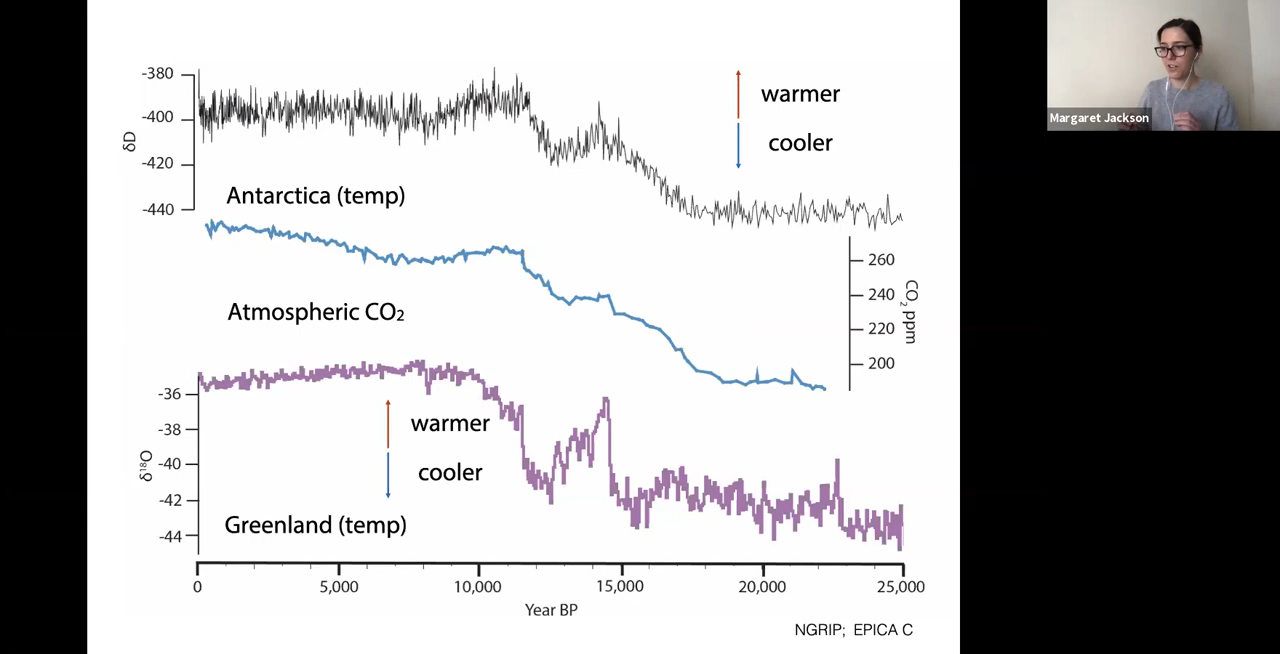 -380
-400
-420
-440
δD
warmer
cooler
Antarctica (temp)
Atmospheric CO₂
260
240
220
200
CO₂ ppm
-36
-38
-40
-42
-44
δ¹⁸O
warmer
cooler
Greenland (temp)
0
5,000
10,000
15,000
20,000
25,000
Year BP
NGRIP; EPICA C
Margaret Jackson